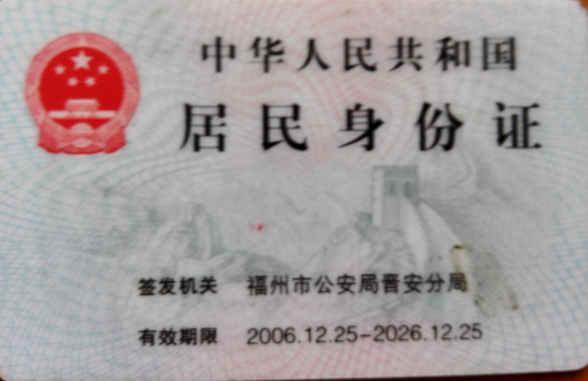 中华人民共和国
居民身份证
签发机关 福州市公安局晋安分局
有效期限 2006.12.25-2026.12.25